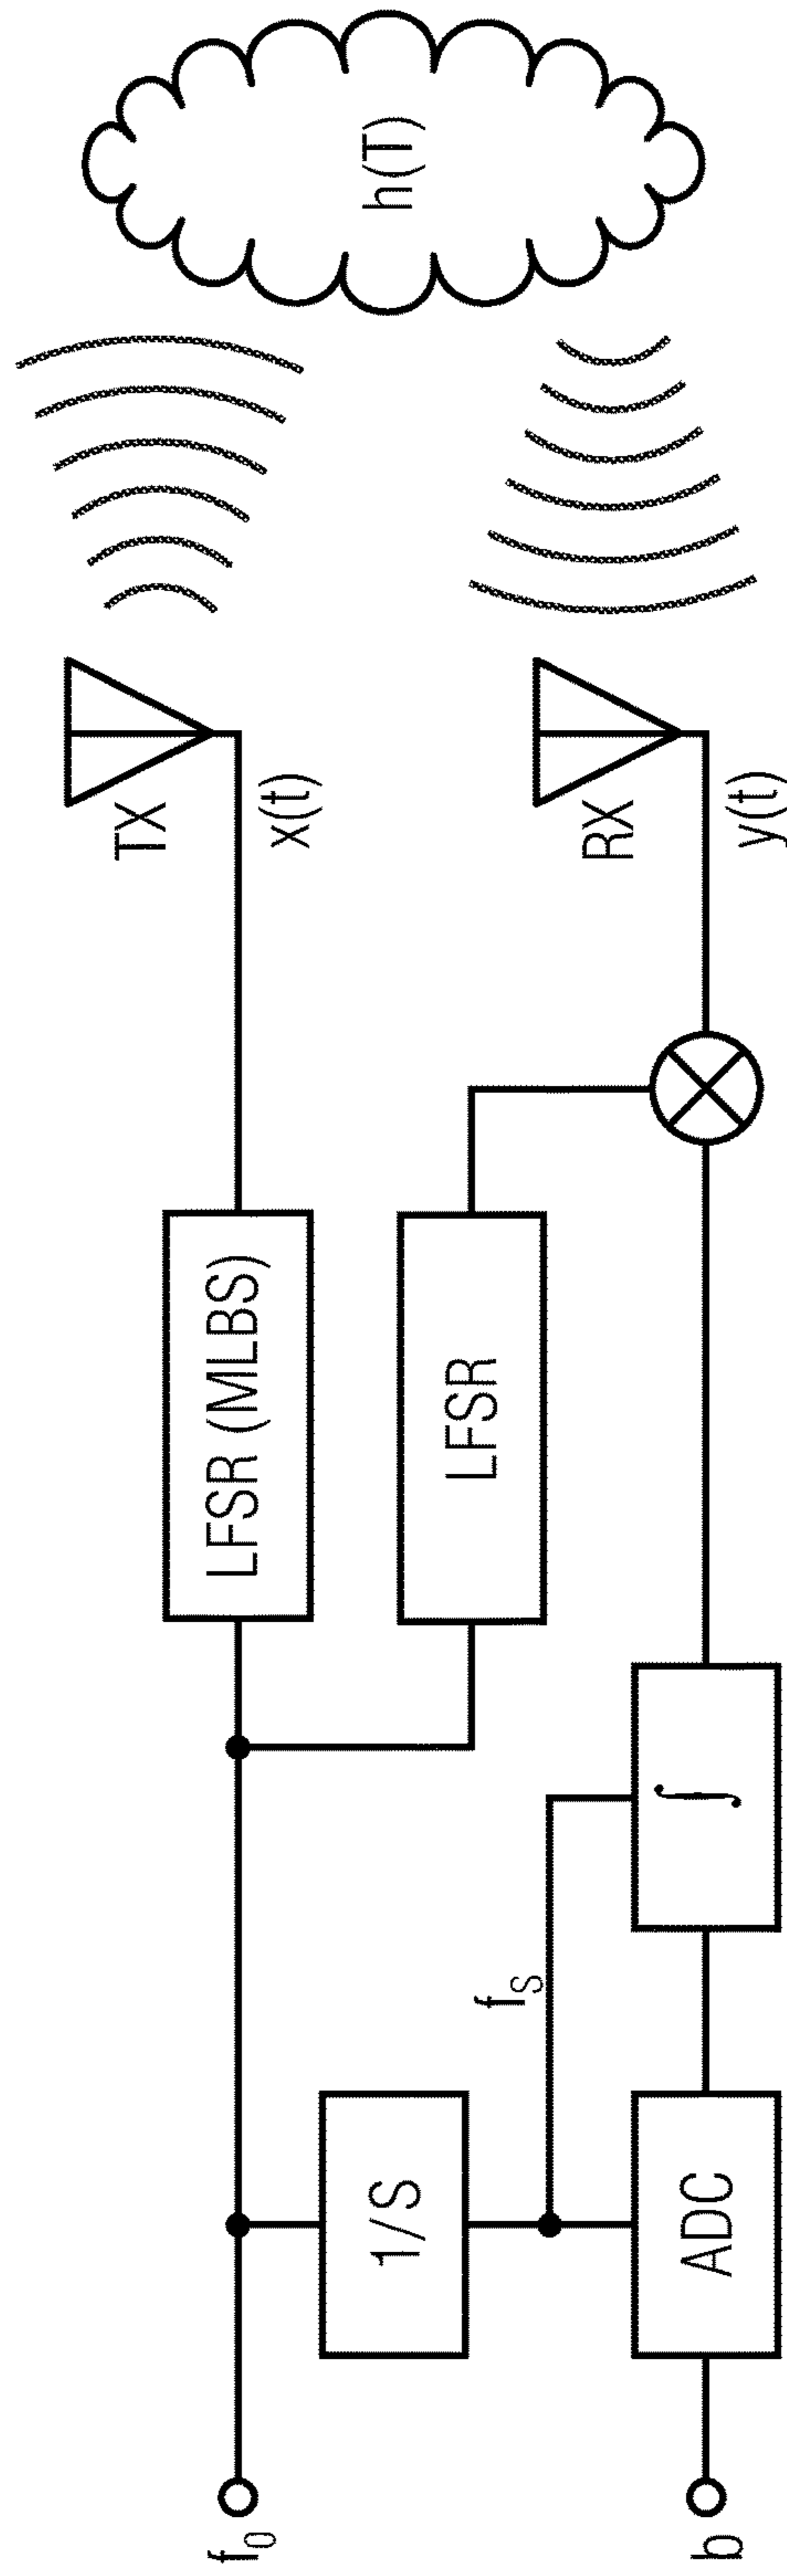 f0
LFSR (MLBS)
TX
x(t)
h(T)
1/S
fS
LFSR
RX
b
ADC
∫
y(t)